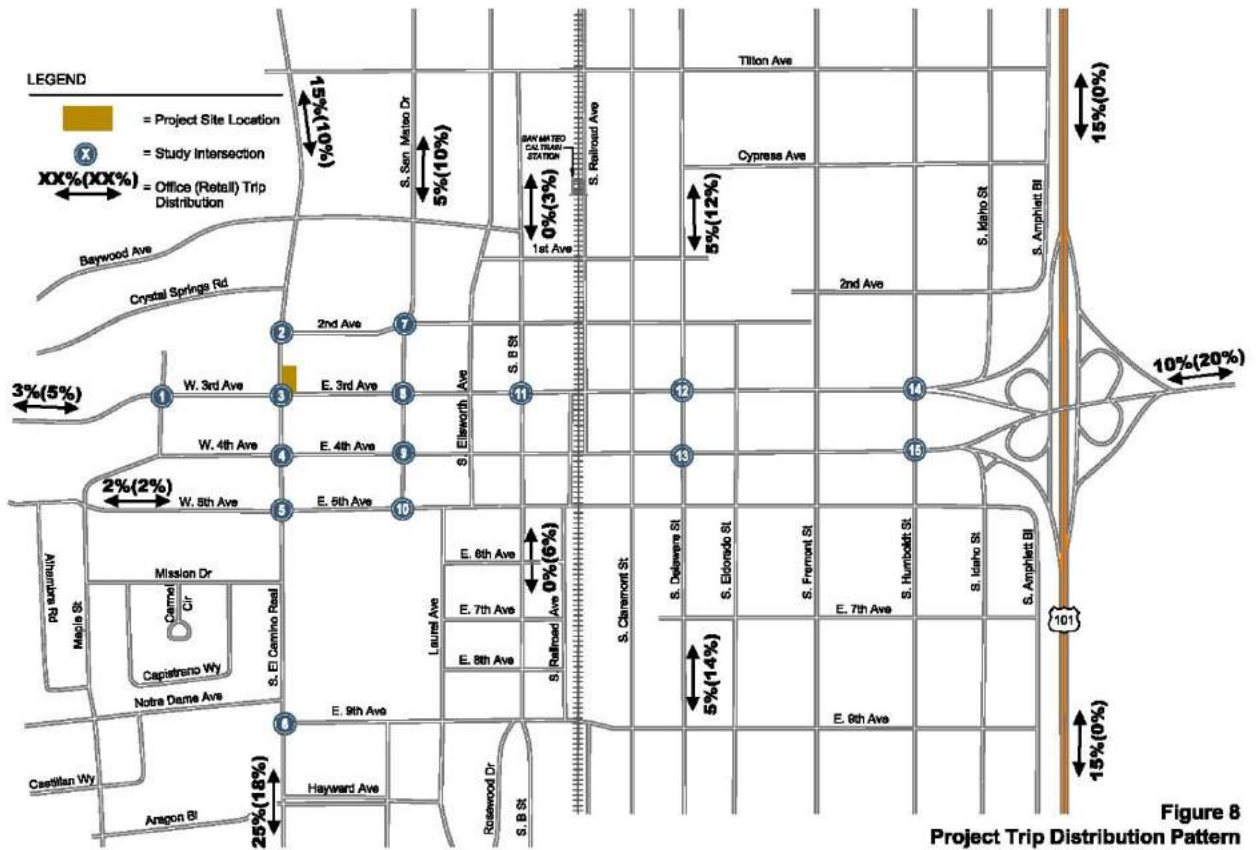 Tilton Ave
LEGEND
= Project Site Location
X
= Study Intersection
XX%(XX%)
= Office (Retail) Trip
Distribution
15%(10%)
S. San Mateo Dr
5%(10%)
SAN MATEO
CALTRAIN
STATION
S. Railroad Ave
0%(3%)
Cypress Ave
5%(12%)
15%(0%)
S. Idaho St
S. Amphlett Bl
Baywood Ave
1st Ave
Crystal Springs Rd
2nd Ave
2
2nd Ave
7
S. B St
3%(5%)
10%(20%)
1
W. 3rd Ave
3
E. 3rd Ave
8
S. Ellsworth Ave
11
12
14
W. 4th Ave
4
E. 4th Ave
9
13
15
2%(2%)
W. 5th Ave
5
E. 5th Ave
10
Alhambra Rd
Maple St
Mission Dr
Carmel
Cir
Capistrano Wy
Notre Dame Ave
S. El Camino Real
Laurel Ave
E. 6th Ave
E. 7th Ave
E. 8th Ave
0%(6%)
S. Railroad Ave
S. Claremont St
S. Delaware St
S. Eldorado St
S. Fremont St
S. Humboldt St
S. Idaho St
S. Amphlett Bl
E. 7th Ave
101
5%(14%)
6
E. 9th Ave
E. 9th Ave
15%(0%)
Castilian Wy
Aragon Bl
25%(18%)
Hayward Ave
Rosewood Dr
S. B St
Figure 8
Project Trip Distribution Pattern